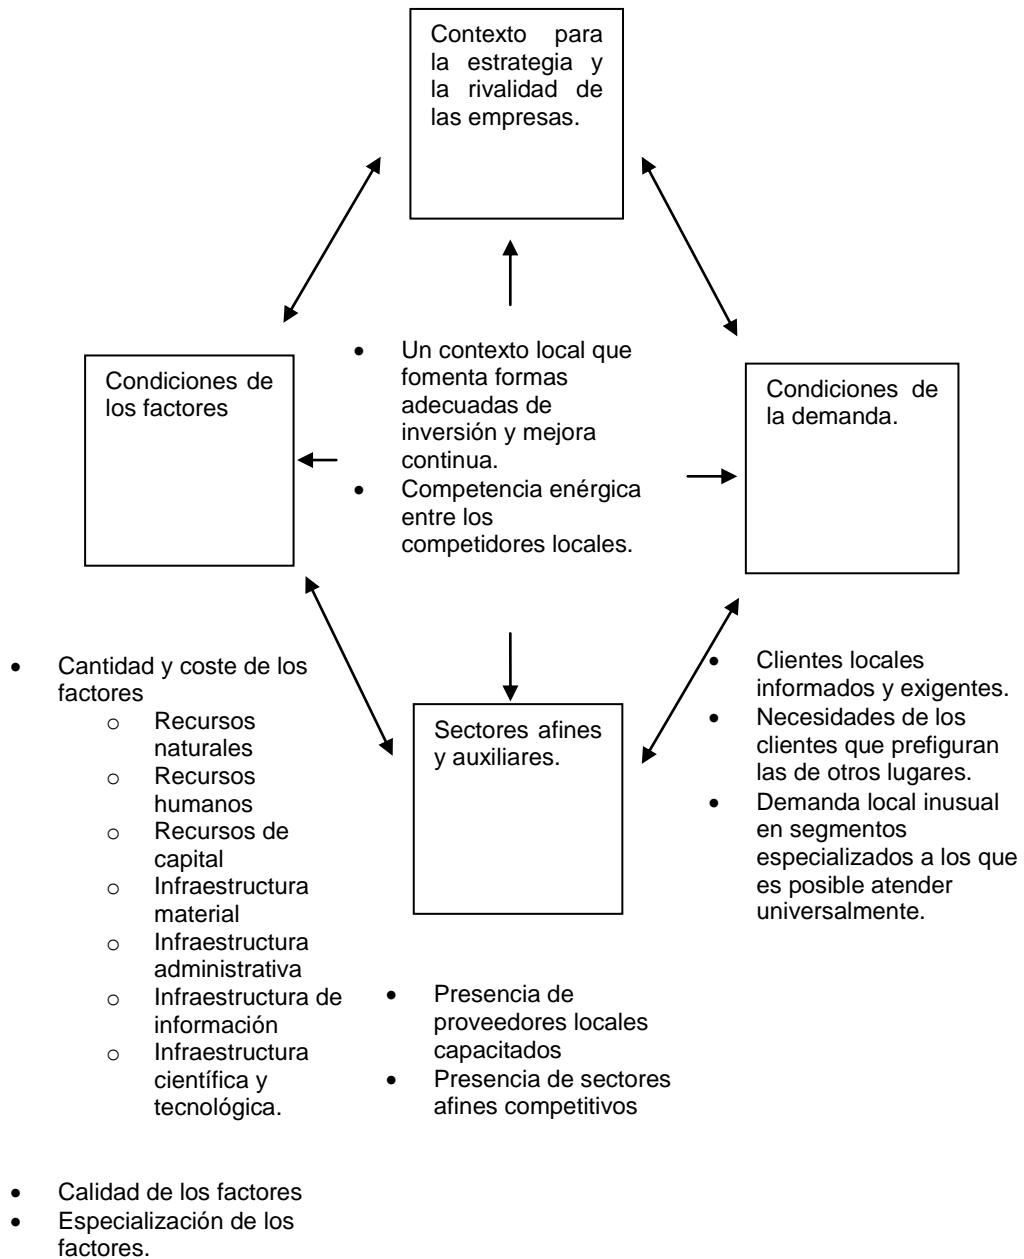 Contexto para
la estrategia y
la rivalidad de
las empresas.
• Un contexto local que
fomenta formas
adecuadas de
inversión y mejora
continua.
• Competencia enérgica
entre los
competidores locales.
Condiciones de
los factores
Condiciones de
la demanda.
• Cantidad y coste de los
factores
o Recursos
naturales
o Recursos
humanos
o Recursos de
capital
o Infraestructura
material
o Infraestructura
administrativa
o Infraestructura de
información
o Infraestructura
científica y
tecnológica.
• Calidad de los factores
• Especialización de los
factores.
Sectores afines
y auxiliares.
• Presencia de
proveedores locales
capacitados
• Presencia de sectores
afines competitivos
• Clientes locales
informados y exigentes.
• Necesidades de los
clientes que prefiguran
las de otros lugares.
• Demanda local inusual
en segmentos
especializados a los que
es posible atender
universalmente.